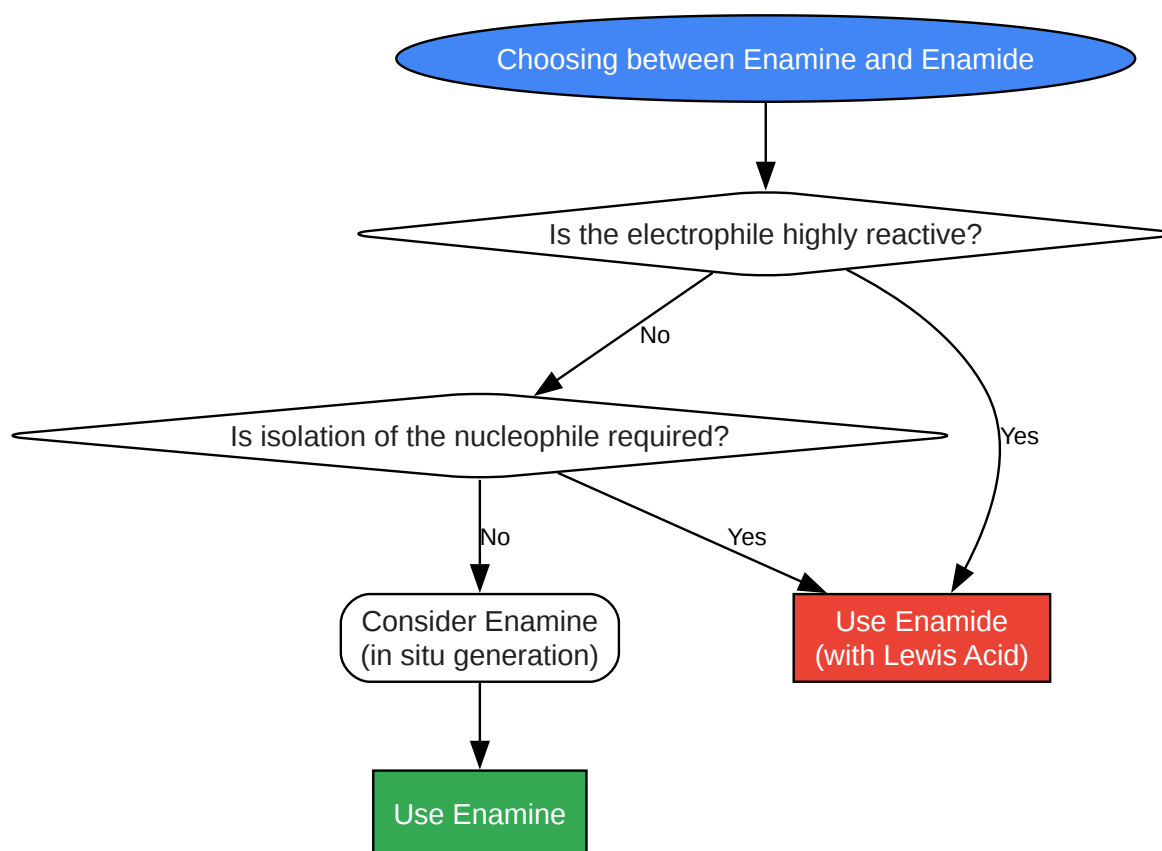 Choosing between Enamine and Enamide
Is the electrophile highly reactive?
No
Is isolation of the nucleophile required?
Yes
No
Yes
Consider Enamine
(in situ generation)
Use Enamide
(with Lewis Acid)
Use Enamine